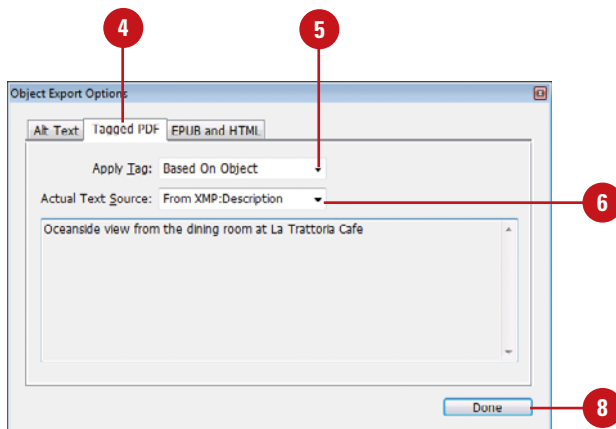 4
5
Object Export Options
Alt Text Tagged PDF EPUB and HTML
Apply Tag: Based On Object
Actual Text Source: From XMP:Description
6
Oceanside view from the dining room at La Trattoria Cafe
Done
8